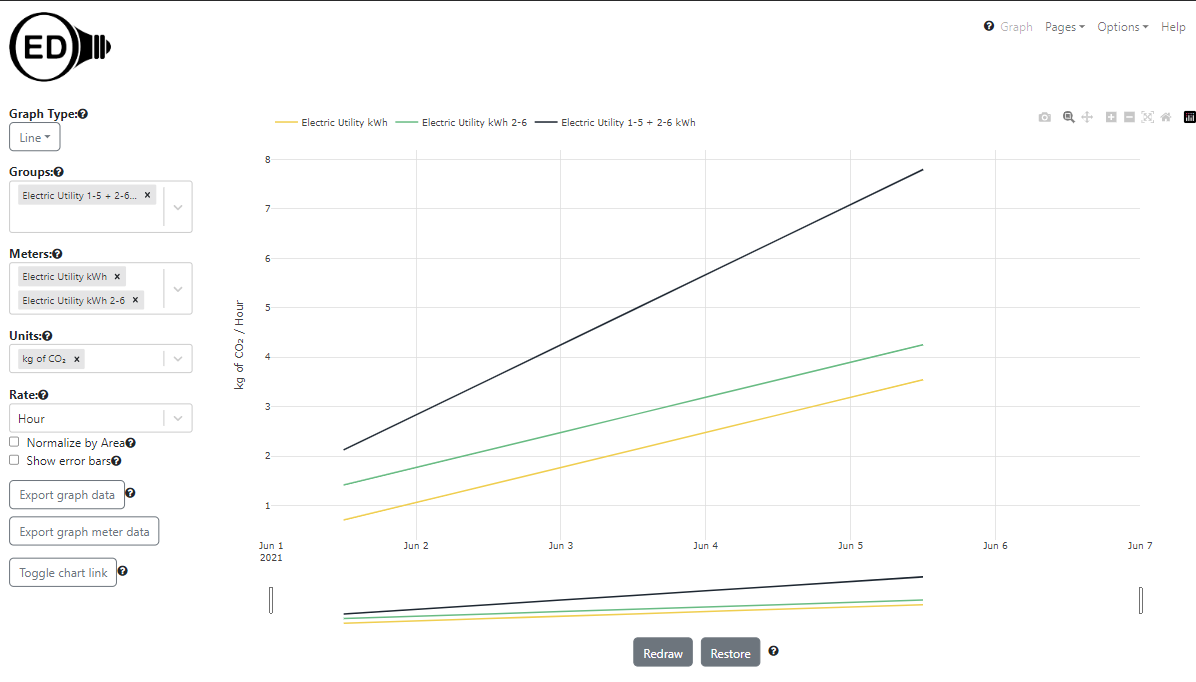 ED
Graph Pages Options Help
Graph Type:
Line
Groups:
Electric Utility 1-5 + 2-6...
Meters:
Electric Utility kWh
Electric Utility kWh 2-6
Units:
kg of CO₂
Rate:
Hour
Normalize by Area
Show error bars
Export graph data
Export graph meter data
Toggle chart link
Electric Utility kWh Electric Utility kWh 2-6 Electric Utility 1-5 + 2-6 kWh
kg of CO₂ / Hour
8
7
6
5
4
3
2
1
Jun 1 Jun 2 Jun 3 Jun 4 Jun 5 Jun 6 Jun 7
2021
Redraw Restore